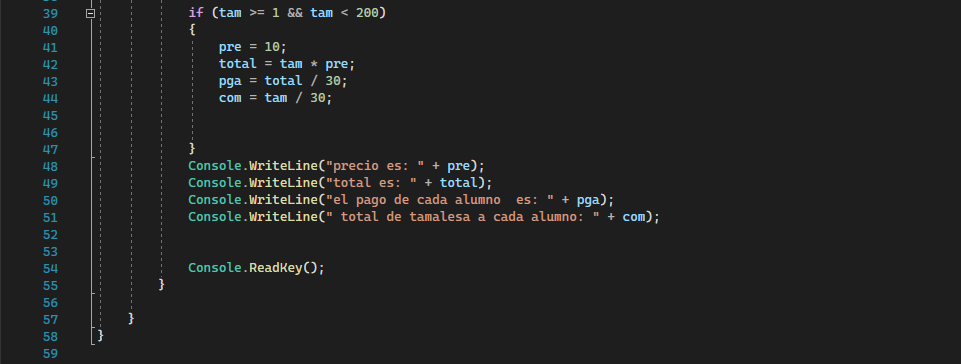 39 if (tam >= 1 && tam < 200)
40 {
41 pre = 10;
42 total = tam * pre;
43 pga = total / 30;
44 com = tam / 30;
45
46
47 }
48 Console.WriteLine("precio es: " + pre);
49 Console.WriteLine("total es: " + total);
50 Console.WriteLine("el pago de cada alumno  es: " + pga);
51 Console.WriteLine(" total de tamalesa a cada alumno: " + com);
52
53
54 Console.ReadKey();
55 }
56
57 }
58 }
59